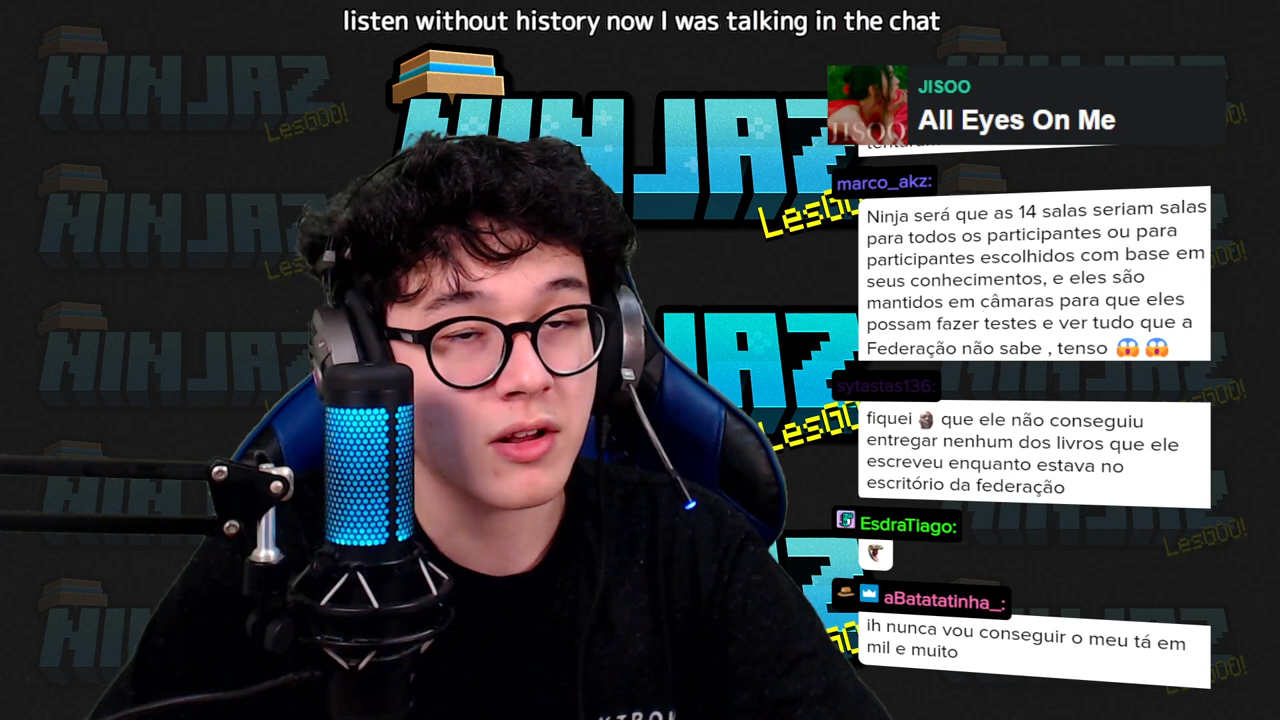 listen without history now I was talking in the chat
NINJAZ
LesGOO!
JISOO
All Eyes On Me
JISOO
marco_akz:
Ninja será que as 14 salas seriam salas
para todos os participantes ou para
participantes escolhidos com base em
seus conhecimentos, e eles são
mantidos em câmaras para que eles
possam fazer testes e ver tudo que a
Federação não sabe , tenso 😱 😱
sytastas136:
fiquei 🗿 que ele não conseguiu
entregar nenhum dos livros que ele
escreveu enquanto estava no
escritório da federação
EsdraTiago:
aBatatatinha_:
ih nunca vou conseguir o meu tá em
mil e muito